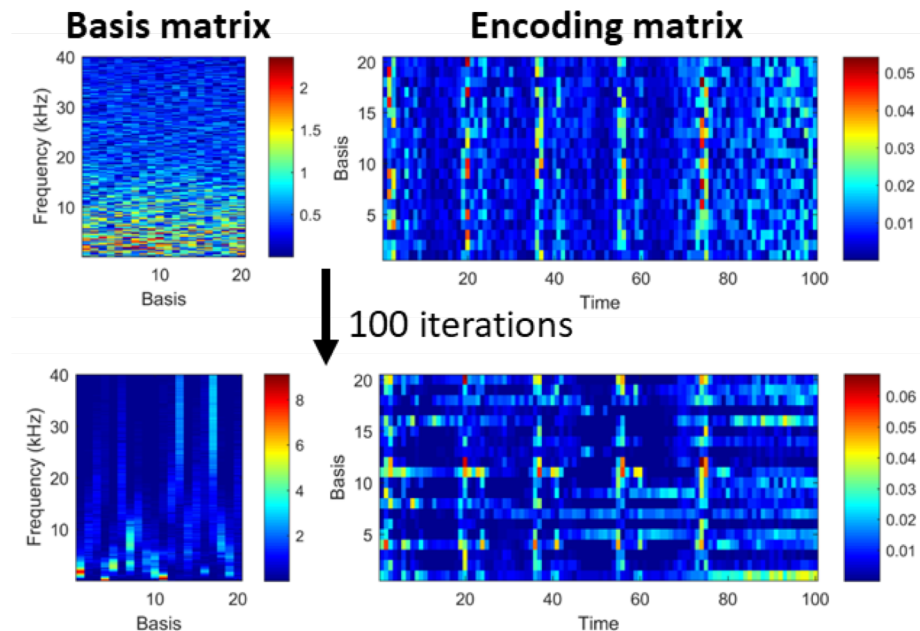 Basis matrix
Encoding matrix
40
30
20
10
Frequency (kHz)
10 20
Basis
2
1.5
1
0.5
20
15
10
5
Basis
20 40 60 80 100
Time
0.05
0.04
0.03
0.02
0.01
100 iterations
40
30
20
10
Frequency (kHz)
10 20
Basis
8
6
4
2
20
15
10
5
Basis
20 40 60 80 100
Time
0.06
0.05
0.04
0.03
0.02
0.01